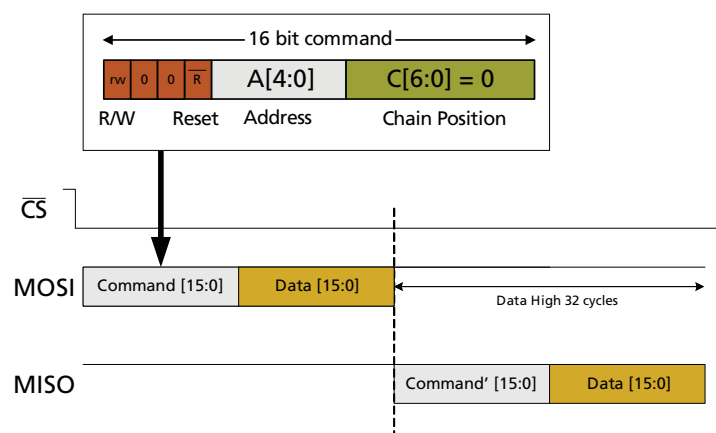 16 bit command
rw 0 0 R̅ A[4:0] C[6:0] = 0
R/W Reset Address Chain Position
C̅S̅
MOSI Command [15:0] Data [15:0] Data High 32 cycles
MISO Command’ [15:0] Data [15:0]